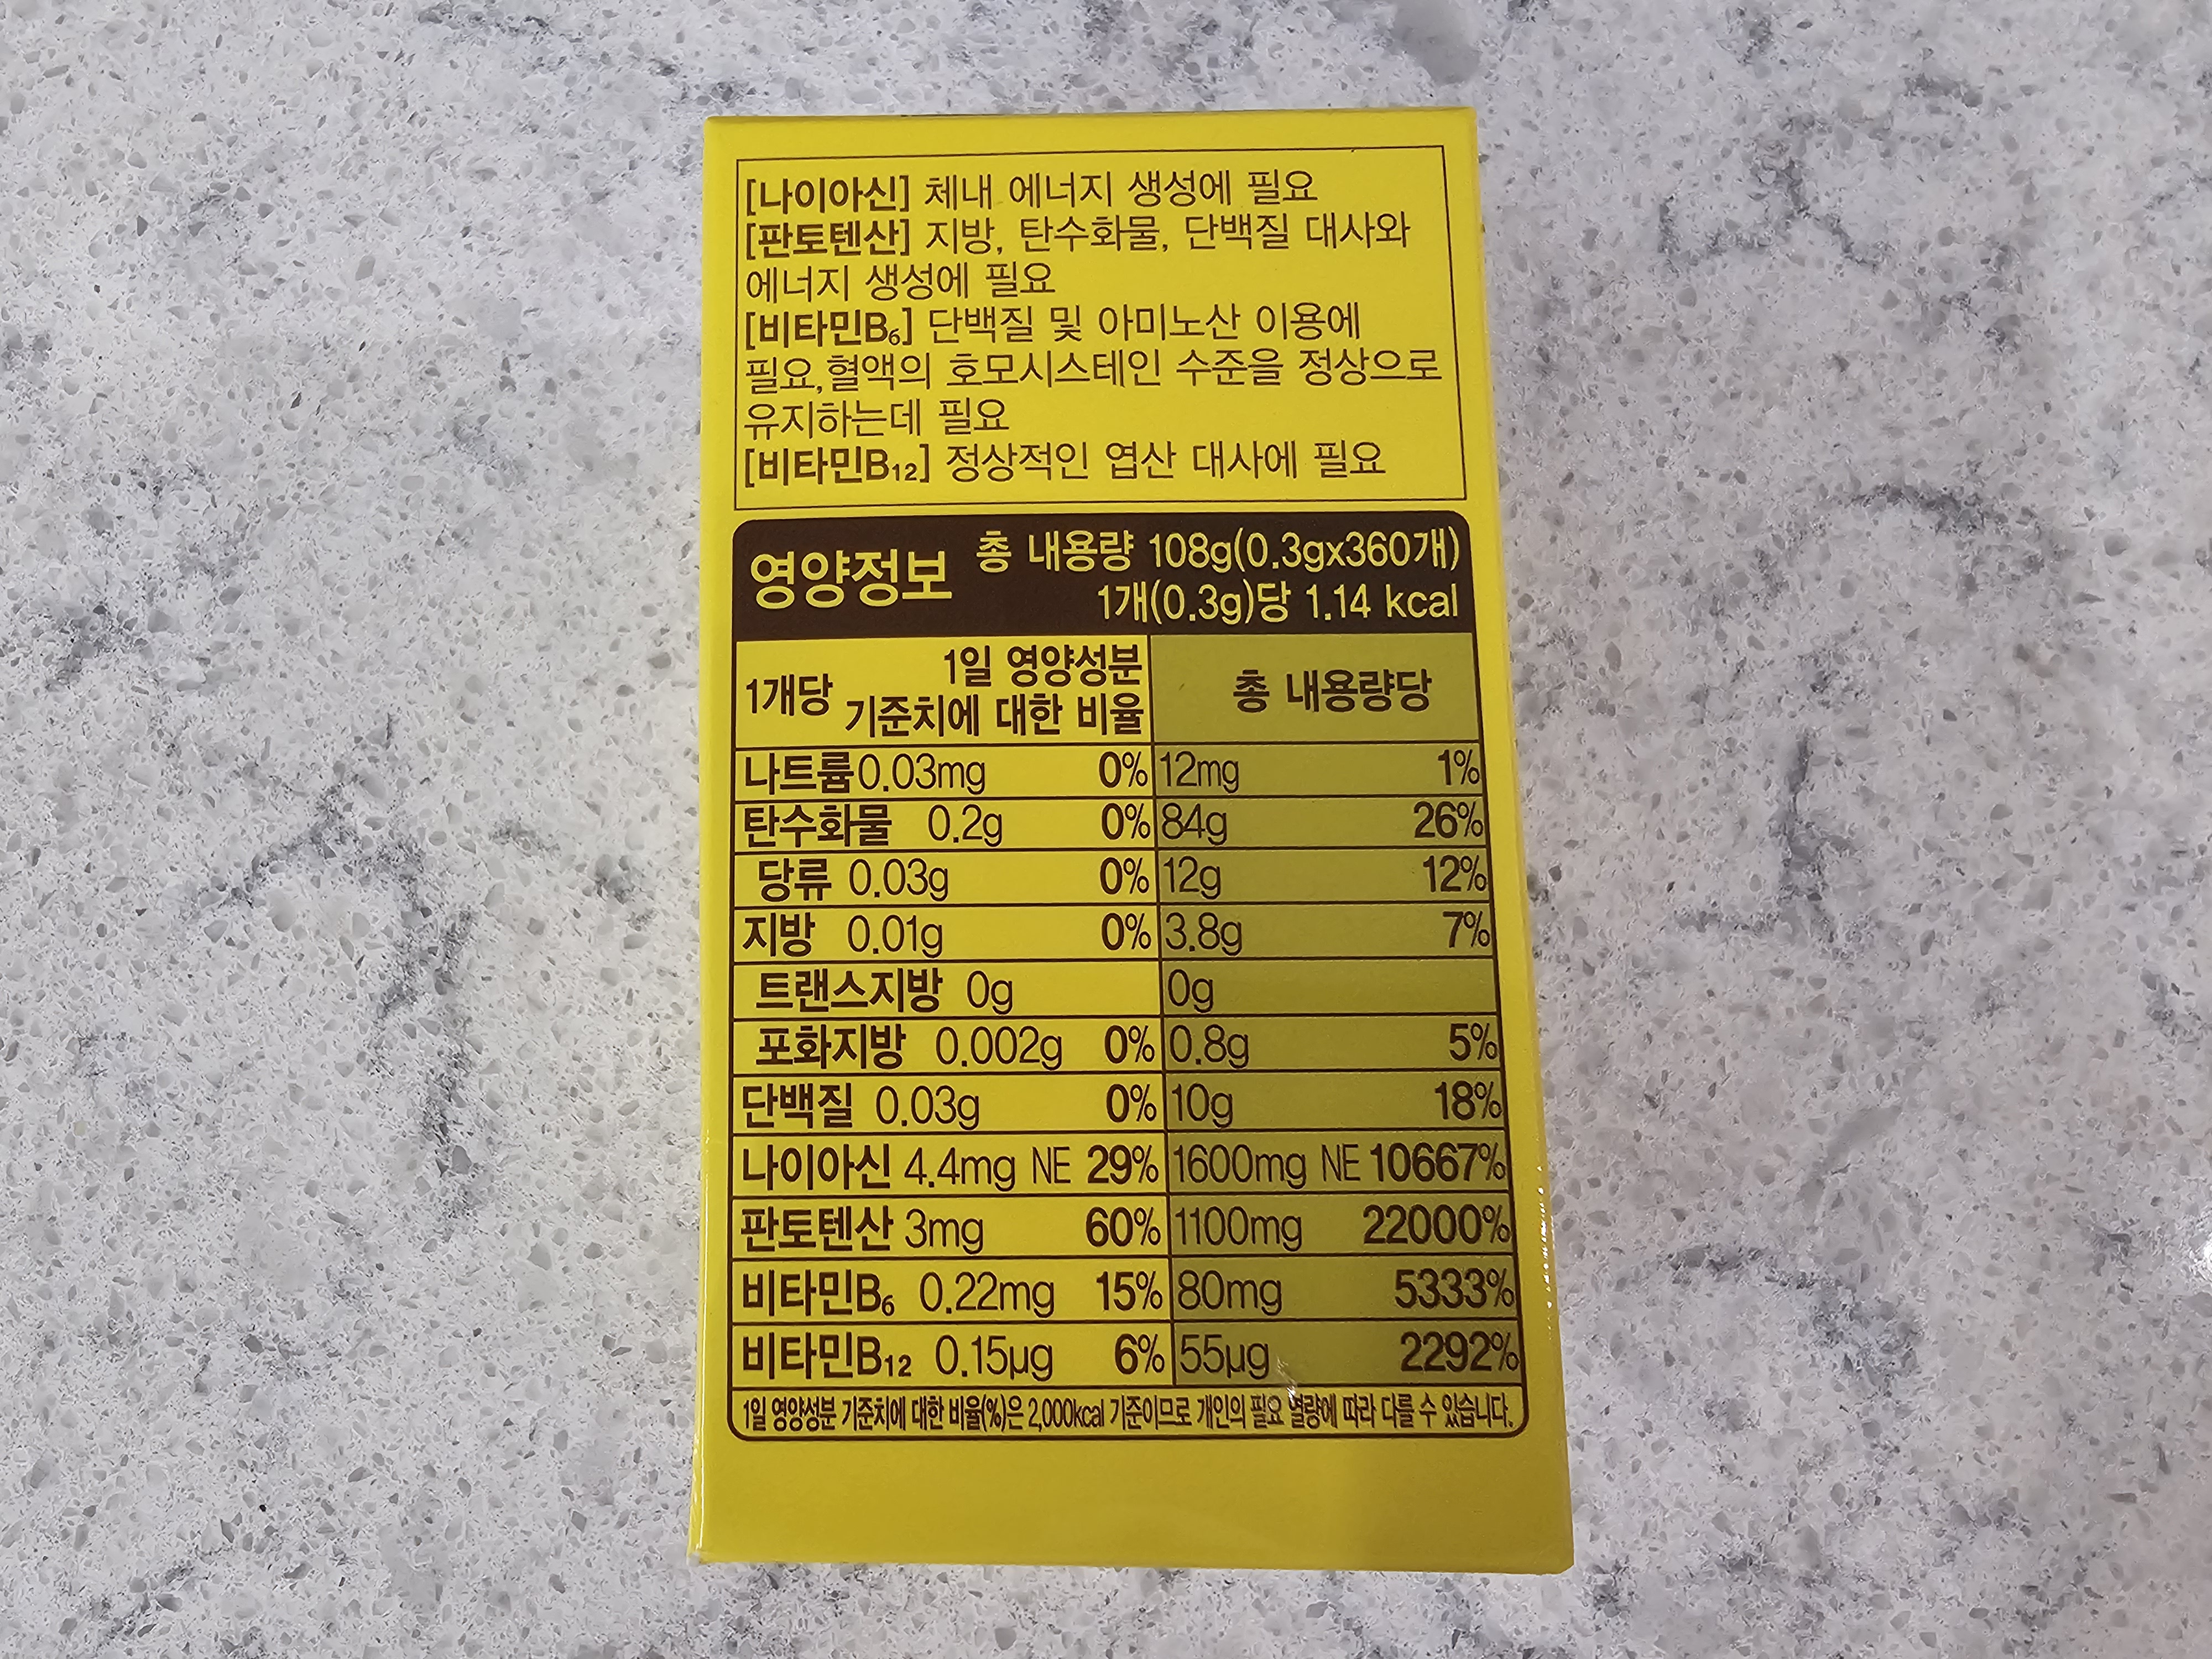 [나이아신] 체내 에너지 생성에 필요
[판토텐산] 지방, 탄수화물, 단백질 대사와
에너지 생성에 필요
[비타민B₆] 단백질 및 아미노산 이용에
필요,혈액의 호모시스테인 수준을 정상으로
유지하는데 필요
[비타민B₁₂] 정상적인 엽산 대사에 필요
영양정보 총 내용량 108g(0.3gx360개)
1개(0.3g)당 1.14 kcal
1개당 1일 영양성분 기준치에 대한 비율 총 내용량당
나트륨 0.03mg 0% 12mg 1%
탄수화물 0.2g 0% 84g 26%
당류 0.03g 0% 12g 12%
지방 0.01g 0% 3.8g 7%
트랜스지방 0g 0g
포화지방 0.002g 0% 0.8g 5%
단백질 0.03g 0% 10g 18%
나이아신 4.4mg NE 29% 1600mg NE 10667%
판토텐산 3mg 60% 1100mg 22000%
비타민B₆ 0.22mg 15% 80mg 5333%
비타민B₁₂ 0.15µg 6% 55µg 2292%
1일 영양성분 기준치에 대한 비율(%)은 2,000kcal 기준이므로 개인의 필요 열량에 따라 다를 수 있습니다.